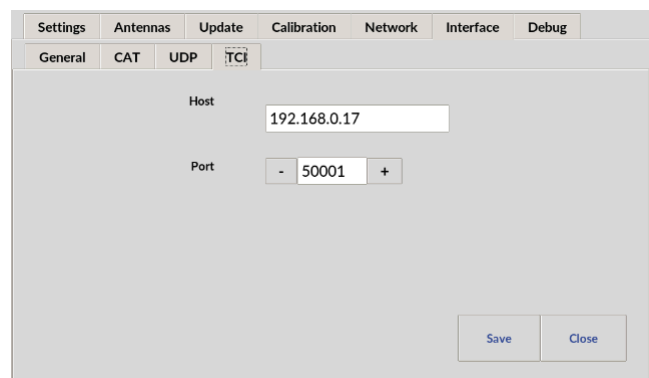 Settings Antennas Update Calibration Network Interface Debug
General CAT UDP TCI
Host
192.168.0.17
Port
- 50001 +
Save Close